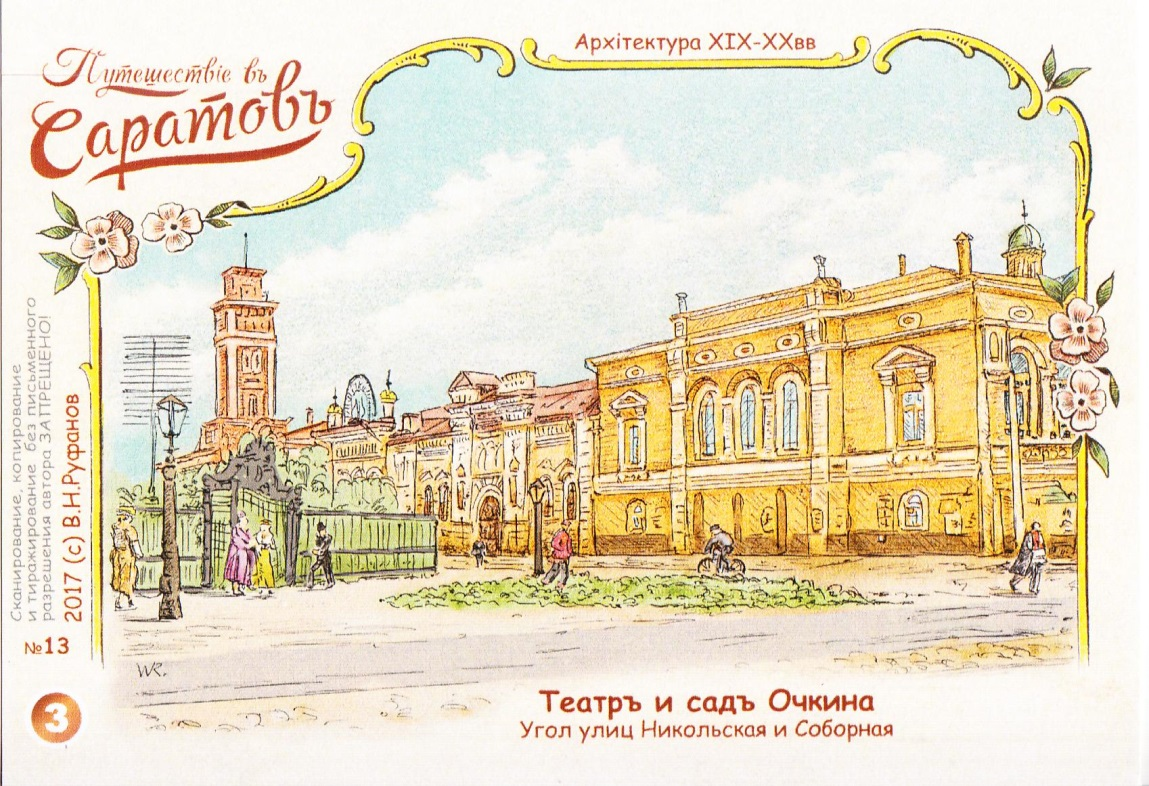 Путешествіе въ
Саратовъ
Архітектура XIX-XXвв
Сканирование, копирование
и тиражирование без письменного
разрешения автора ЗАПРЕЩЕНО!
2017 (с) В.Н.Руфанов
№13
3
WR.
Театръ и садъ Очкина
Угол улиц Никольская и Соборная